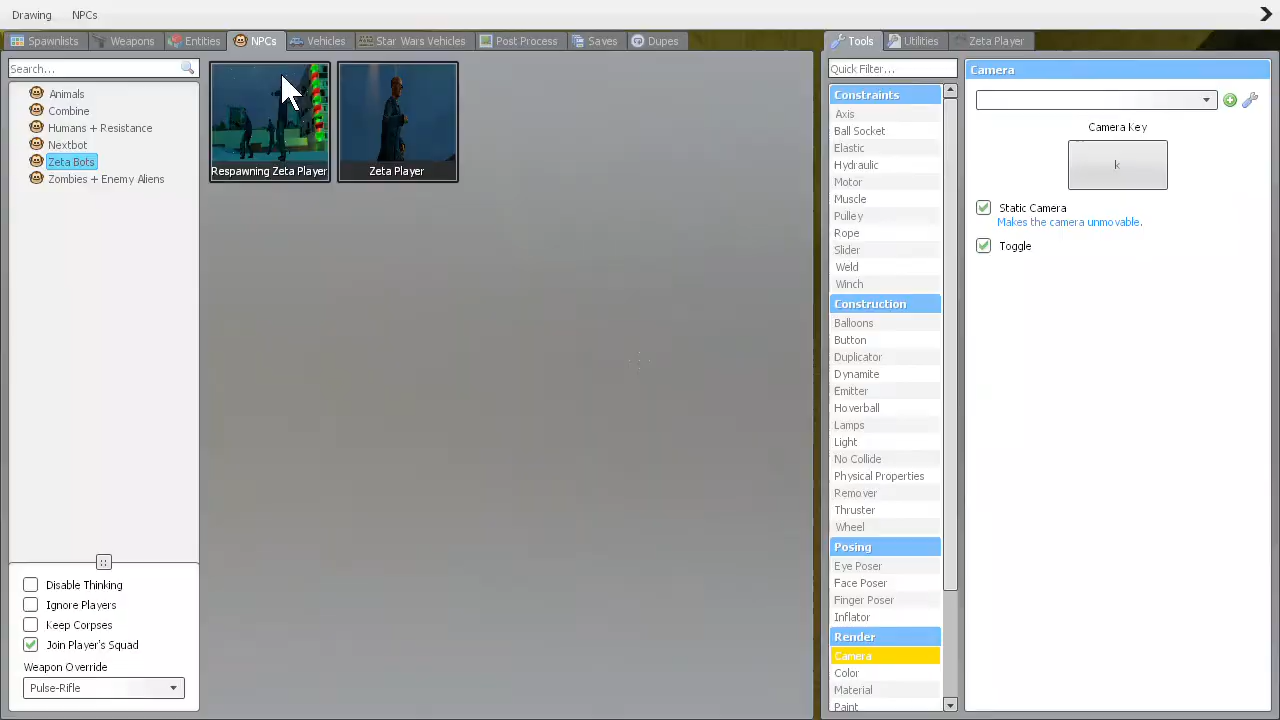 Drawing NPCs
Spawnlists Weapons Entities NPCs Vehicles Star Wars Vehicles Post Process Saves Dupes
Search...
Animals
Combine
Humans + Resistance
Nextbot
Zeta Bots
Zombies + Enemy Aliens
Respawning Zeta Player
Zeta Player
Disable Thinking
Ignore Players
Keep Corpses
Join Player's Squad
Weapon Override
Pulse-Rifle
Tools Utilities Zeta Player
Quick Filter...
Constraints
Axis
Ball Socket
Elastic
Hydraulic
Motor
Muscle
Pulley
Rope
Slider
Weld
Winch
Construction
Balloons
Button
Duplicator
Dynamite
Emitter
Hoverball
Lamps
Light
No Collide
Physical Properties
Remover
Thruster
Wheel
Posing
Eye Poser
Face Poser
Finger Poser
Inflator
Render
Camera
Color
Material
Paint
Camera
Camera Key
k
Static Camera
Makes the camera unmovable.
Toggle